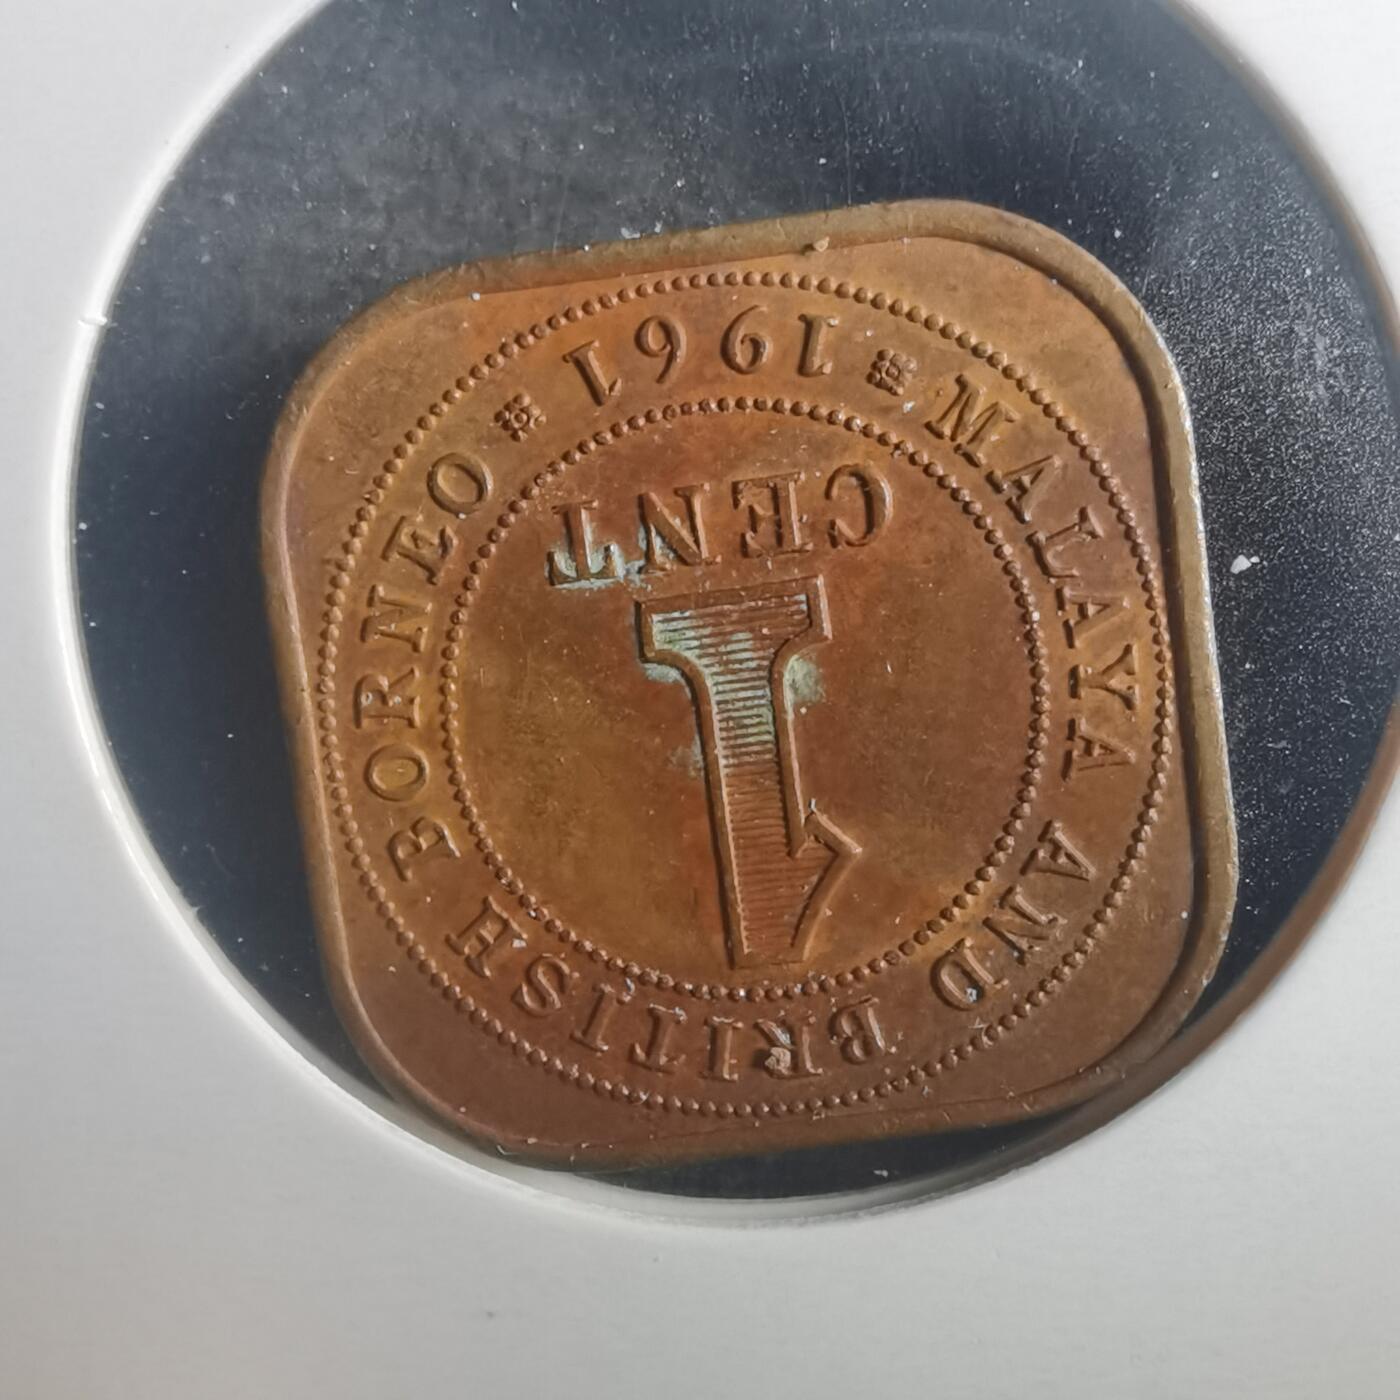 MALAYA AND BRITISH BORNEO
1
CENT
1961